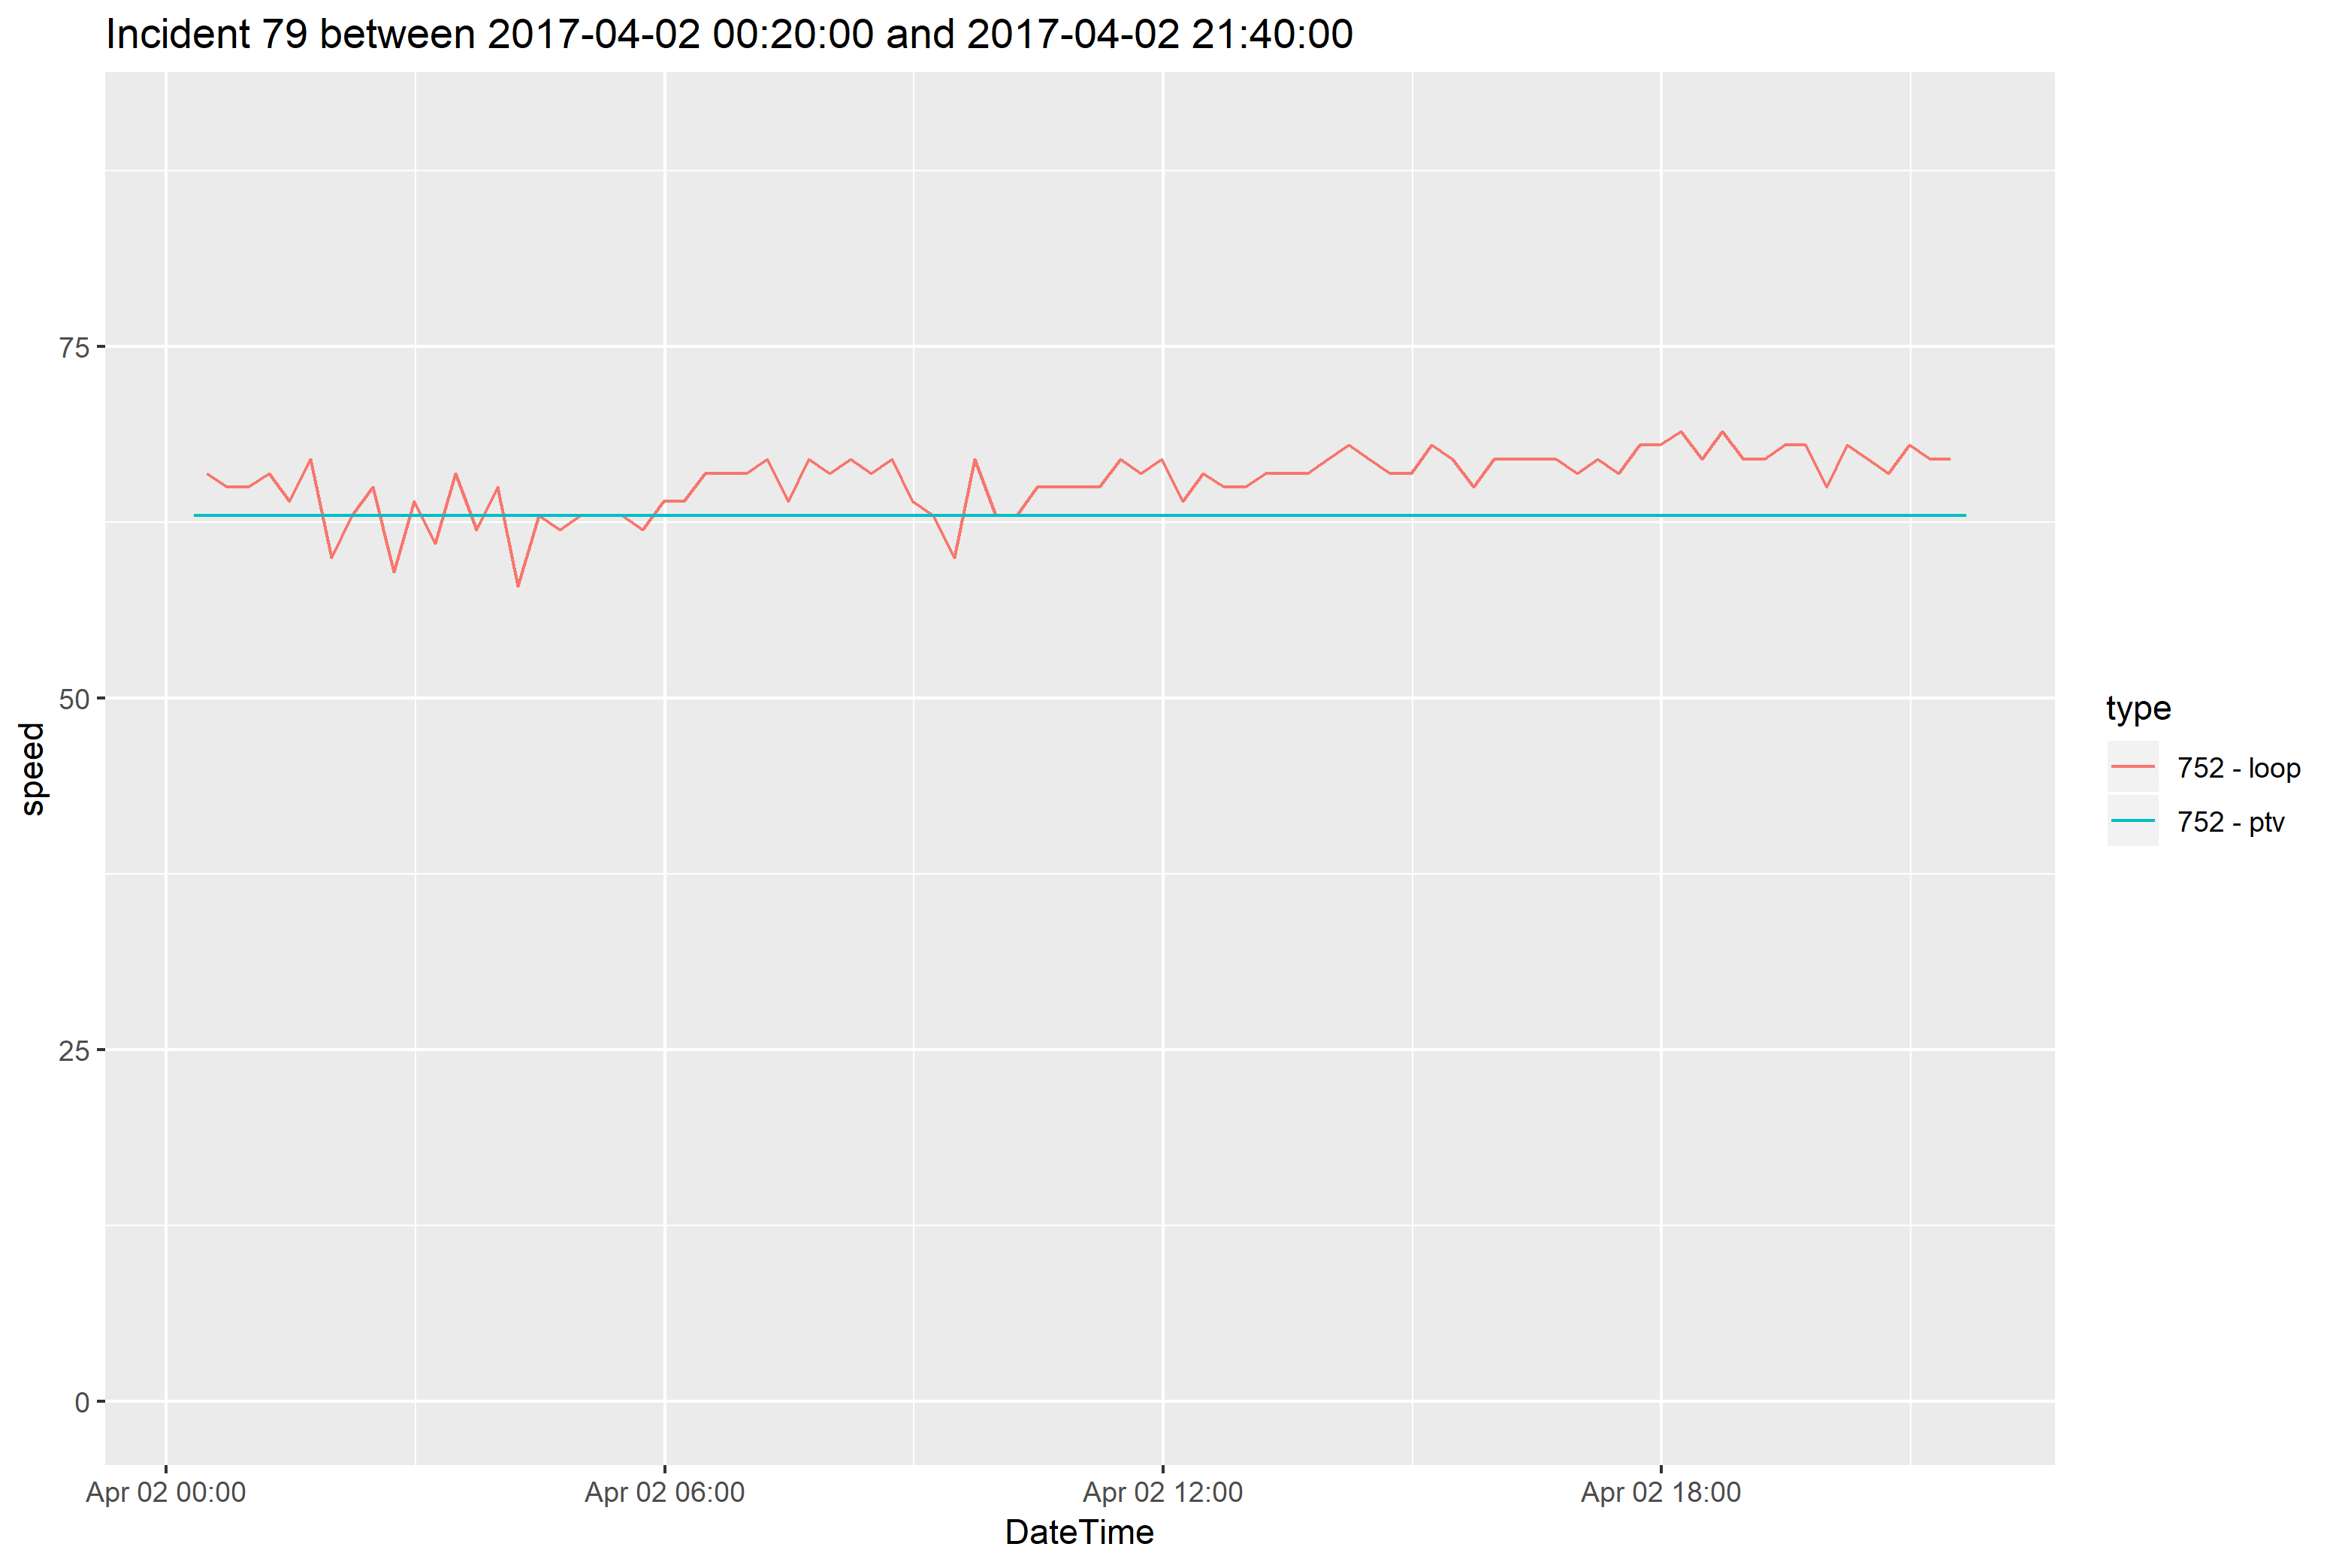 Incident 79 between 2017-04-02 00:20:00 and 2017-04-02 21:40:00
75
50
25
0
speed
Apr 02 00:00
Apr 02 06:00
Apr 02 12:00
Apr 02 18:00
DateTime
type
752 - loop
752 - ptv